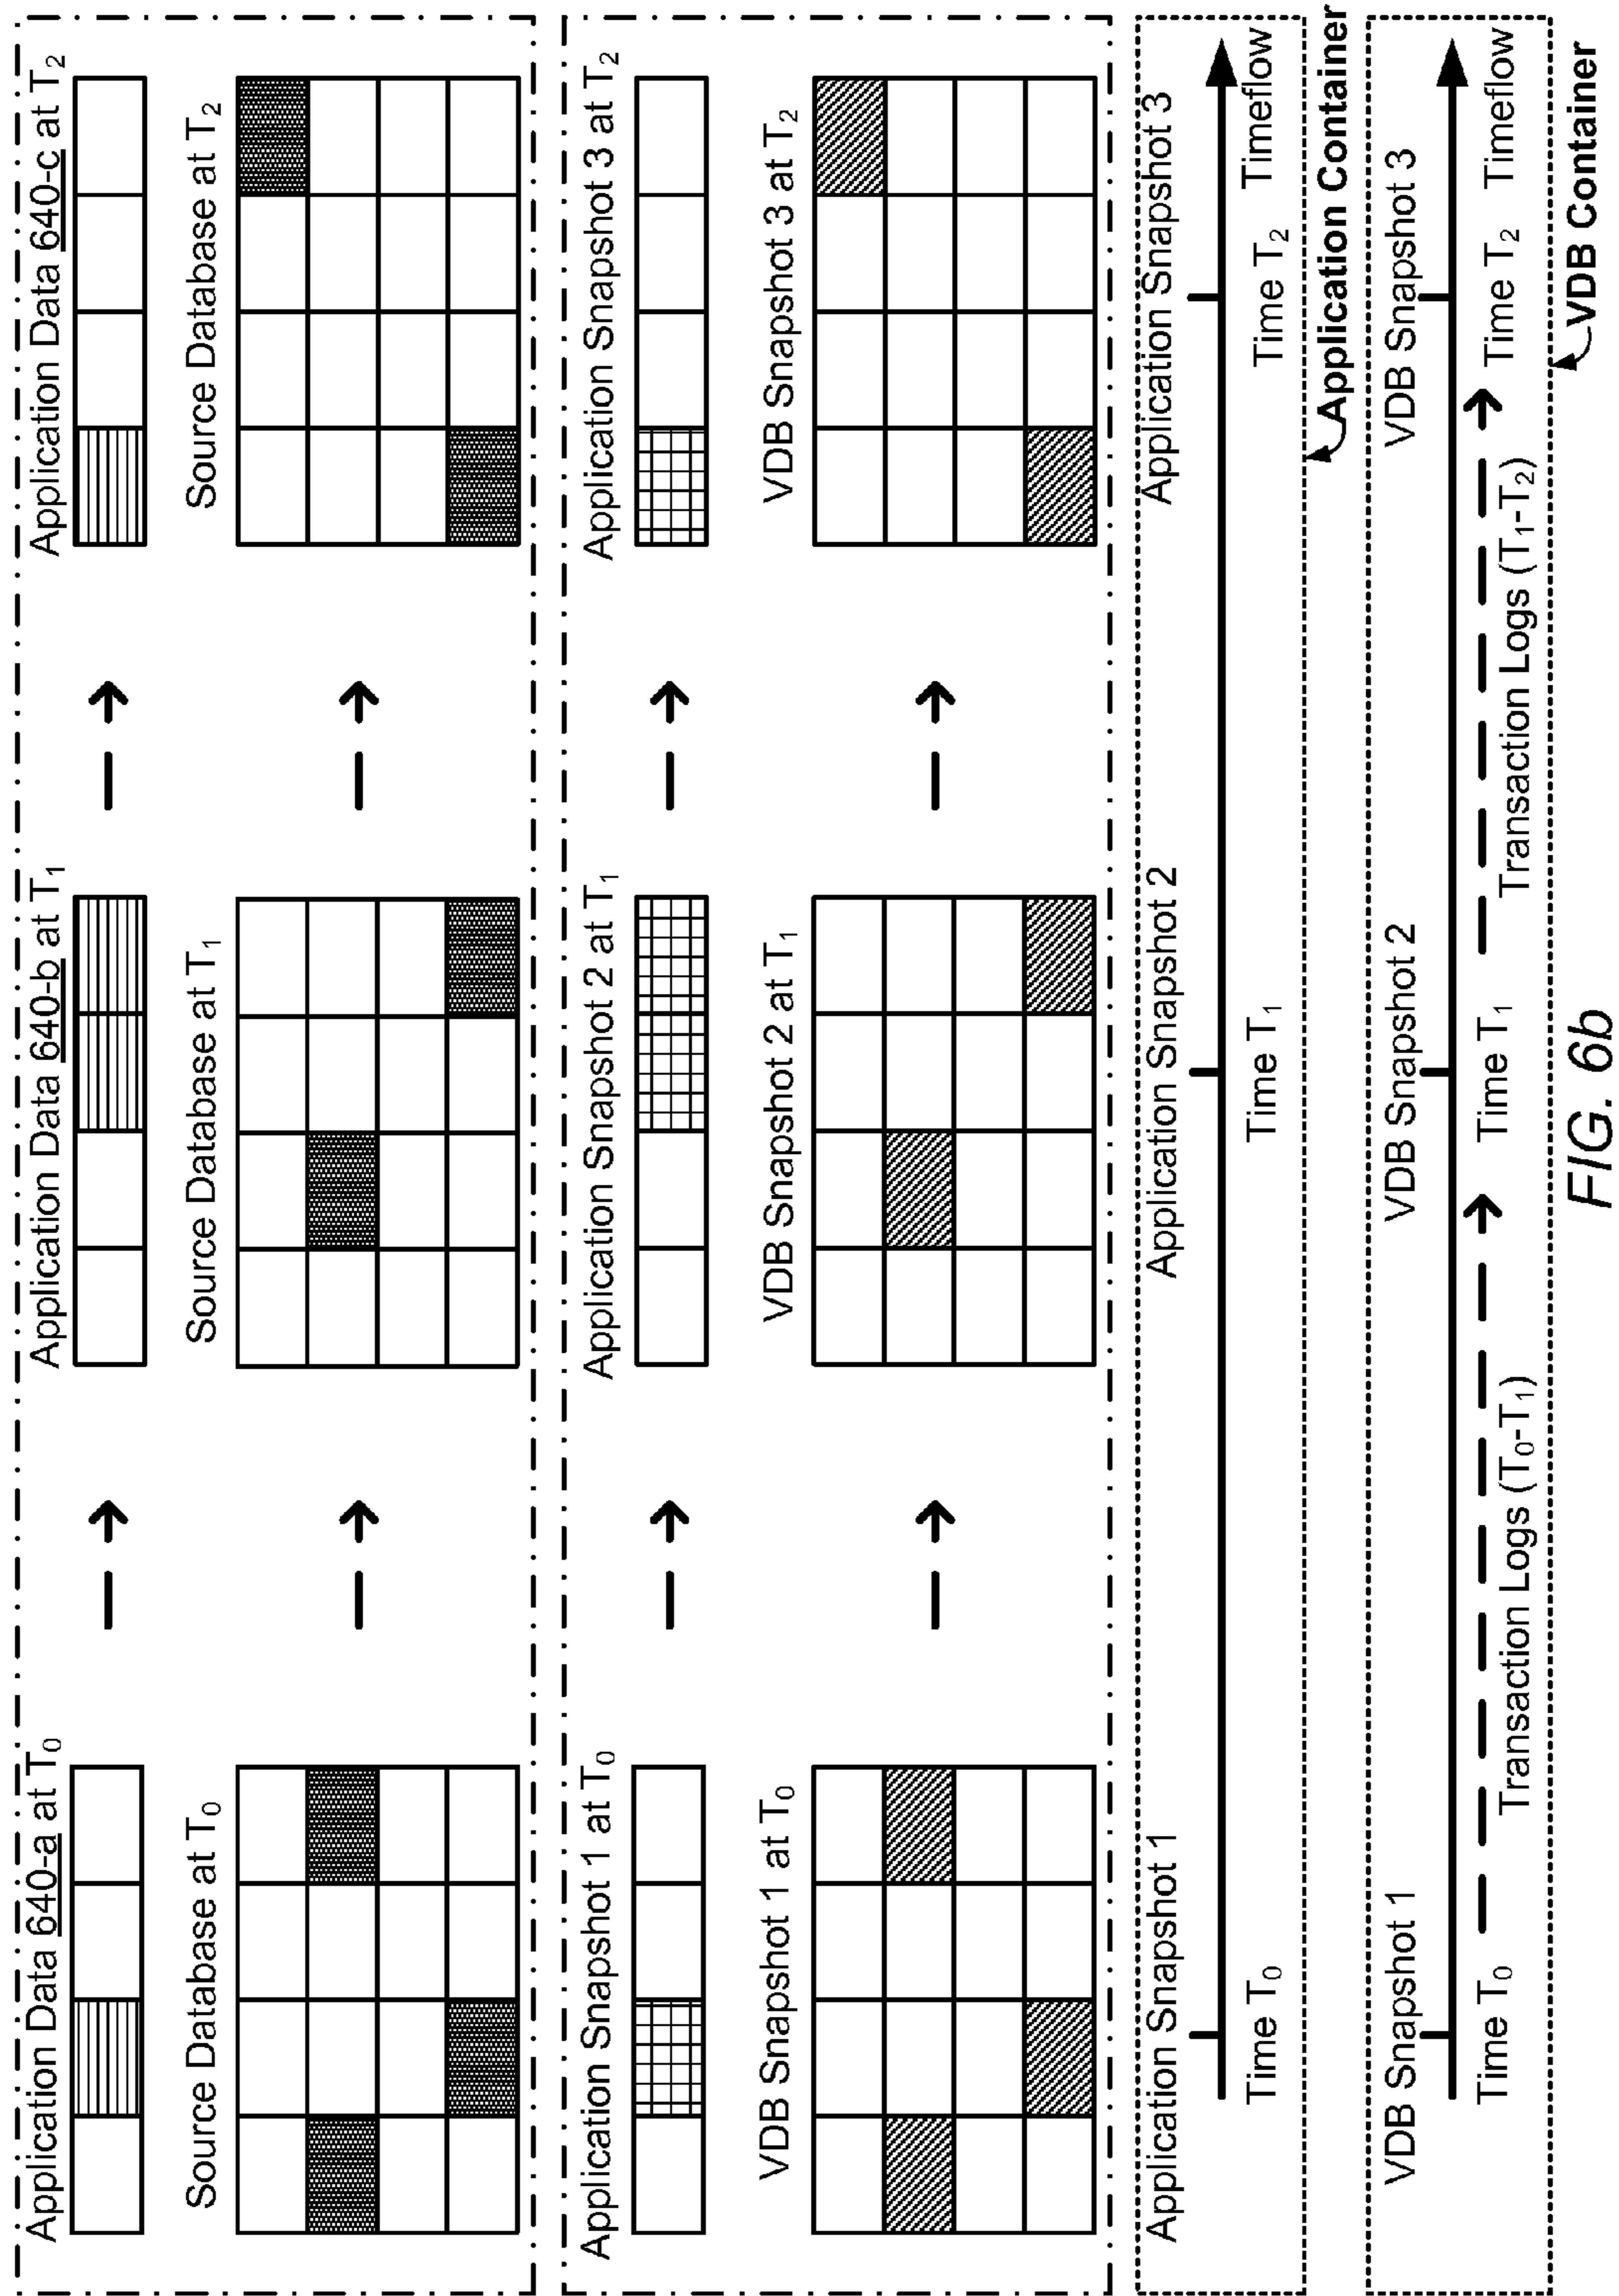 Application Data 640-a at T₀
Application Data 640-b at T₁
Application Data 640-c at T₂
Source Database at T₀
Source Database at T₁
Source Database at T₂
Application Snapshot 1 at T₀
Application Snapshot 2 at T₁
Application Snapshot 3 at T₂
VDB Snapshot 1 at T₀
VDB Snapshot 2 at T₁
VDB Snapshot 3 at T₂
Application Snapshot 1
Application Snapshot 2
Application Snapshot 3
Time T₀
Time T₁
Time T₂
Timeflow
Application Container
VDB Snapshot 1
VDB Snapshot 2
VDB Snapshot 3
Time T₀
Time T₁
Time T₂
Timeflow
Transaction Logs (T₀-T₁)
Transaction Logs (T₁-T₂)
VDB Container
FIG. 6b